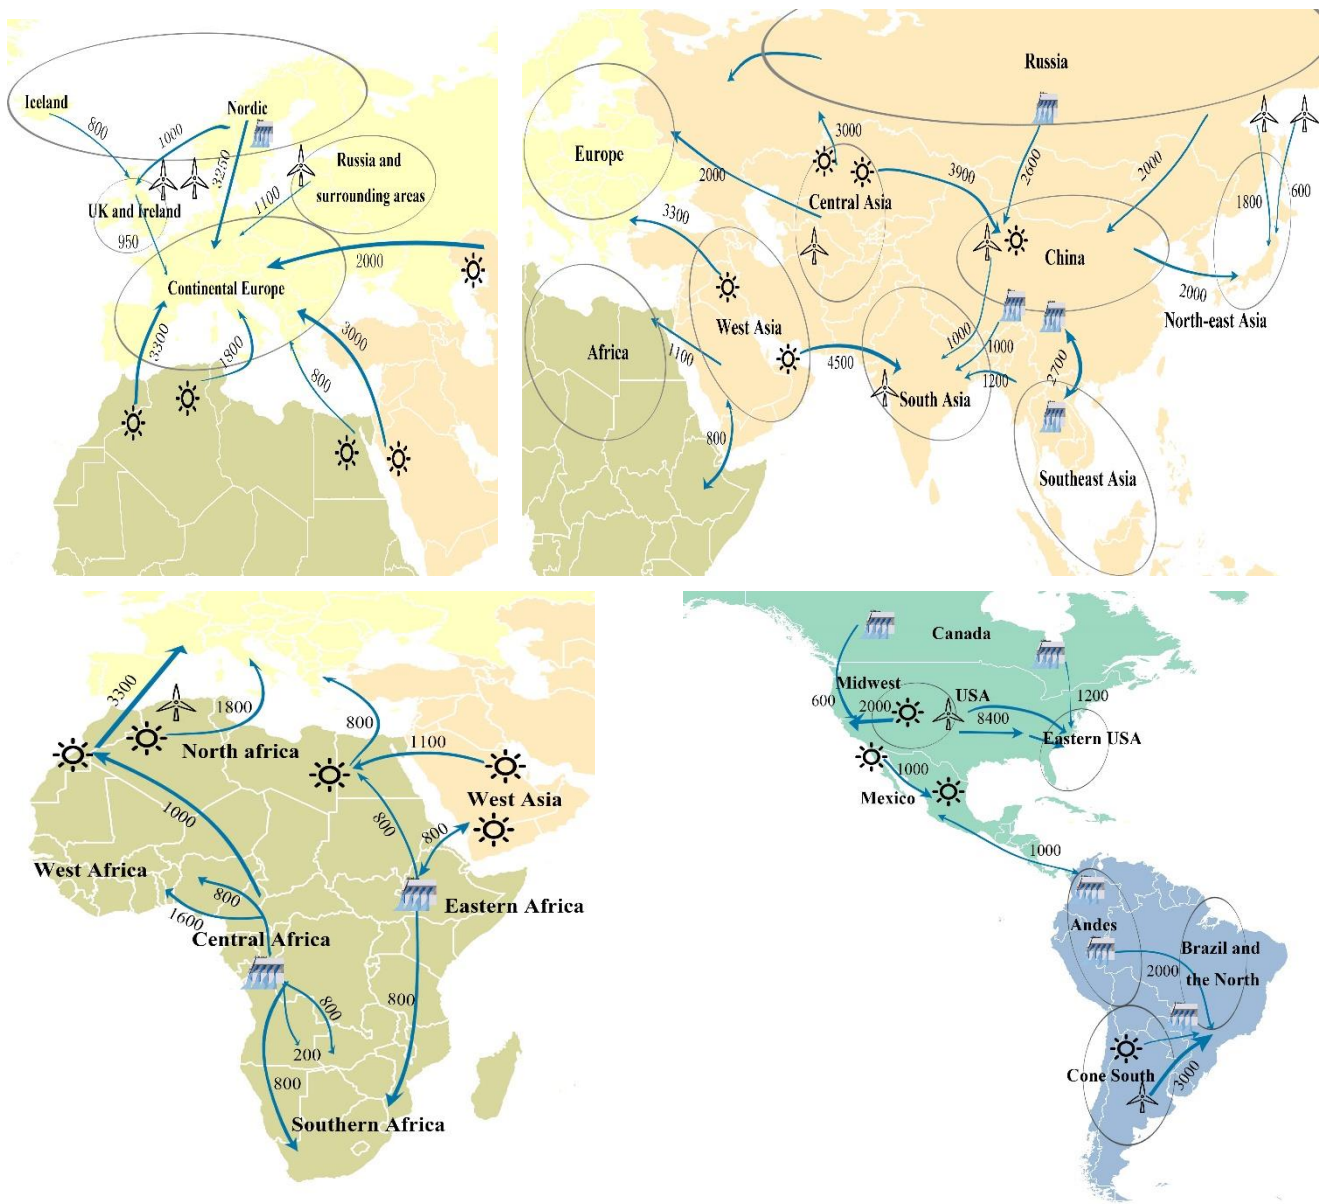 Iceland
800
1000
Nordic
3250
Russia and
surrounding areas
1100
UK and Ireland
950
2000
Continental Europe
3300
1800
800
3000
Russia
Europe
2000
3000
Central Asia
3900
2600
2000
1800
600
3300
China
2000
North-east Asia
West Asia
Africa
1100
4500
1000
1000
1200
2700
South Asia
800
Southeast Asia
3300
1800
North africa
800
1100
West Asia
1000
800
800
West Africa
800
1600
Eastern Africa
Central Africa
800
800
200
800
Southern Africa
Canada
Midwest
USA
1200
600
2000
8400
Eastern USA
1000
Mexico
1000
Andes
Brazil and
the North
2000
Cone South
3000